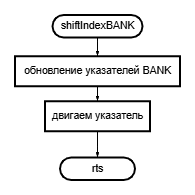 shiftIndexBANK
обновление указателей BANK
двигаем указатель
rts